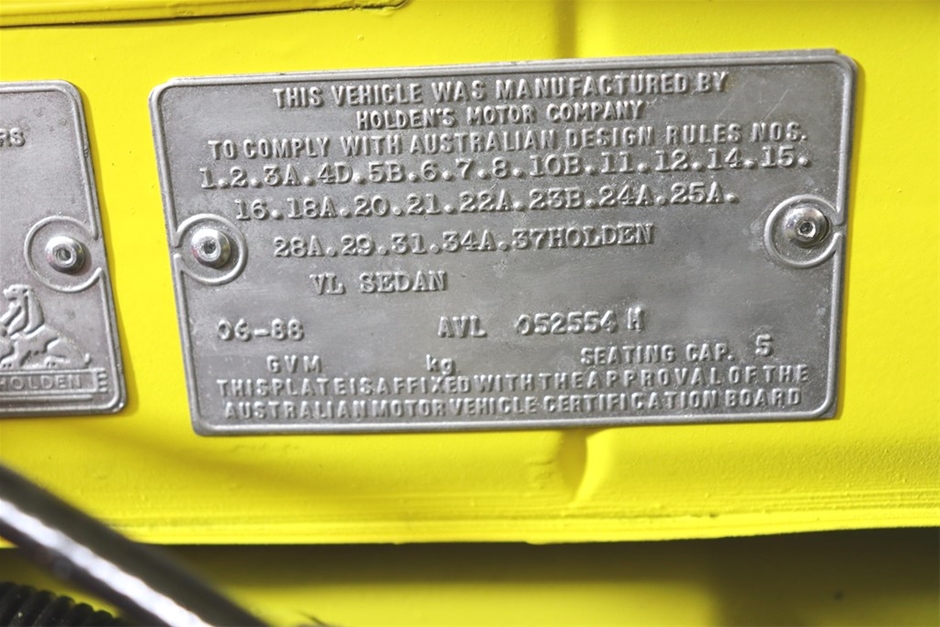 RS
HOLDEN
THIS VEHICLE WAS MANUFACTURED BY
HOLDEN'S MOTOR COMPANY
TO COMPLY WITH AUSTRALIAN DESIGN RULES NOS.
1.2.3A.4D.5B.6.7.8.10B.11.12.14.15.
16.18A.20.21.22A.23B.24A.25A.
28A.29.31.34A.37HOLDEN
VL SEDAN
06-88 AVL 052554 H
GVM kg SEATING CAP. 5
THIS PLATE IS AFFIXED WITH THE APPROVAL OF THE
AUSTRALIAN MOTOR VEHICLE CERTIFICATION BOARD